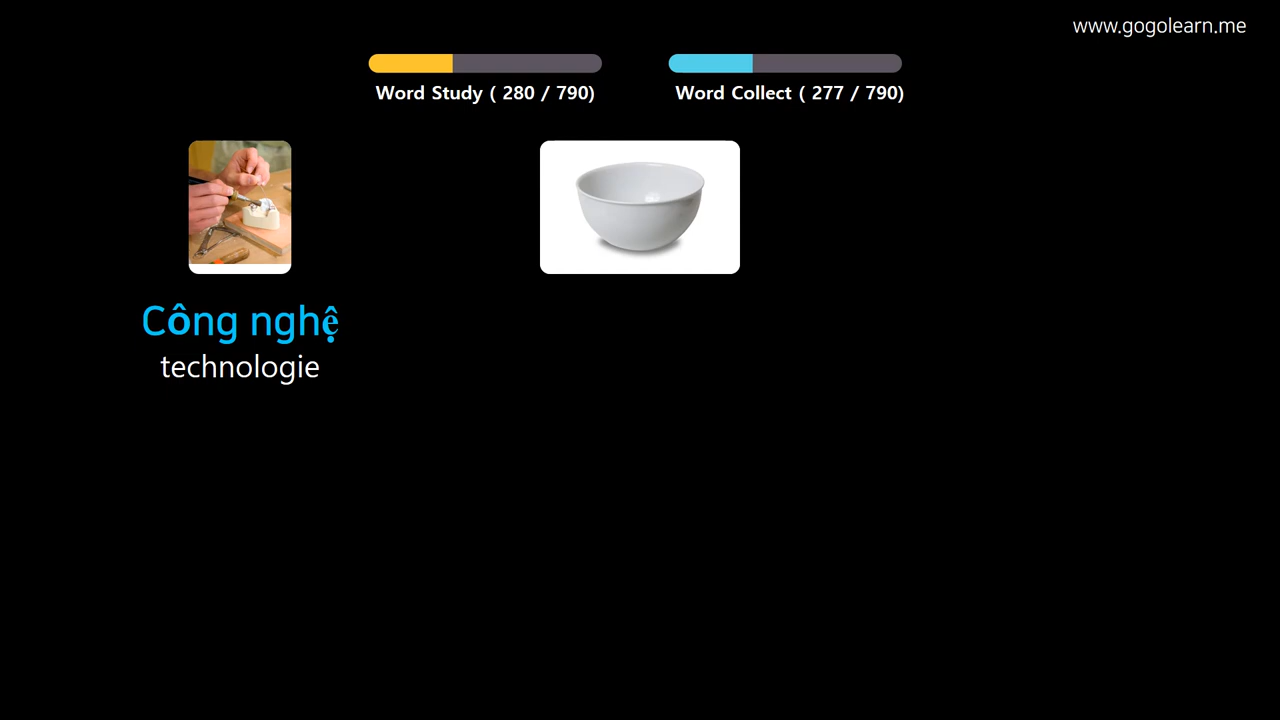 www.gogolearn.me
Word Study ( 280 / 790)
Word Collect ( 277 / 790)
Công nghệ
technologie